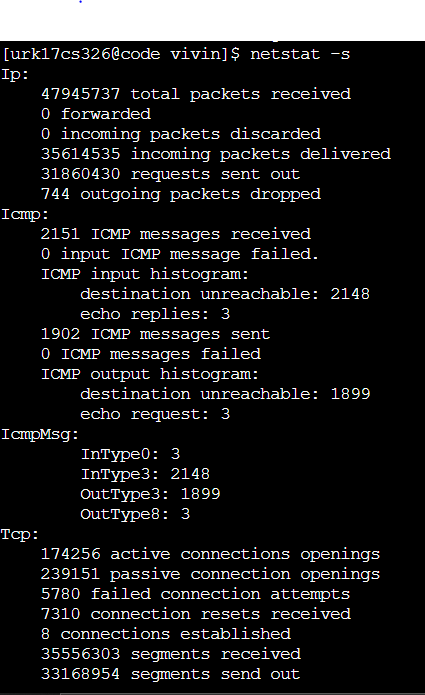 [urk17cs326@code vivin]$ netstat -s
Ip:
47945737 total packets received
0 forwarded
0 incoming packets discarded
35614535 incoming packets delivered
31860430 requests sent out
744 outgoing packets dropped
Icmp:
2151 ICMP messages received
0 input ICMP message failed.
ICMP input histogram:
destination unreachable: 2148
echo replies: 3
1902 ICMP messages sent
0 ICMP messages failed
ICMP output histogram:
destination unreachable: 1899
echo request: 3
IcmpMsg:
InType0: 3
InType3: 2148
OutType3: 1899
OutType8: 3
Tcp:
174256 active connections openings
239151 passive connection openings
5780 failed connection attempts
7310 connection resets received
8 connections established
35556303 segments received
33168954 segments send out